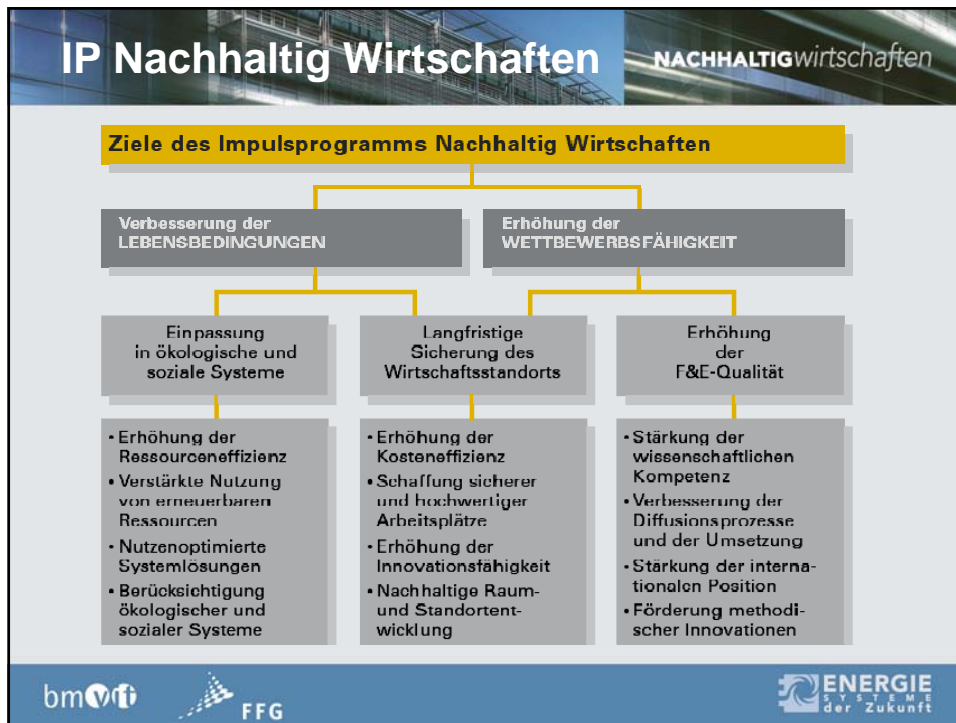 IP Nachhaltig Wirtschaften
NACHHALTIGwirtschaften
Ziele des Impulsprogramms Nachhaltig Wirtschaften
Verbesserung der
LEBENSBEDINGUNGEN
Erhöhung der
WETTBEWERBSFÄHIGKEIT
Einpassung
in ökologische und
soziale Systeme
Langfristige
Sicherung des
Wirtschaftsstandorts
Erhöhung
der
F&E-Qualität
• Erhöhung der
Ressourceneffizienz
• Verstärkte Nutzung
von erneuerbaren
Ressourcen
• Nutzenoptimierte
Systemlösungen
• Berücksichtigung
ökologischer und
sozialer Systeme
• Erhöhung der
Kosteneffizienz
• Schaffung sicherer
und hochwertiger
Arbeitsplätze
• Erhöhung der
Innovationsfähigkeit
• Nachhaltige Raum-
und Standortent-
wicklung
• Stärkung der
wissenschaftlichen
Kompetenz
• Verbesserung der
Diffusionsprozesse
und der Umsetzung
• Stärkung der interna-
tionalen Position
• Förderung methodi-
scher Innovationen
bmvit
FFG
ENERGIE
SYSTEME
der Zukunft